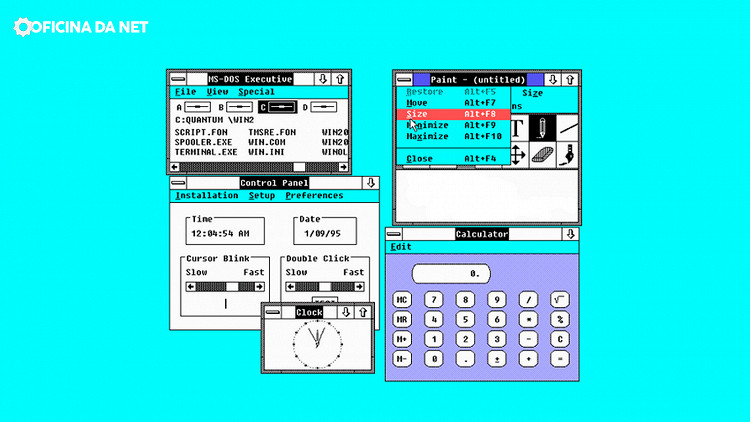 OFICINA DA NET
MS-DOS Executive
File View Special
A C D
C:QUANTUM \WIN20
SCRIPT.FON THSRE.FON WIN20
SPOOLER.EXE WIN.COM WIN20
TERMINAL.EXE WIN.INI WINOL
Paint - (untitled)
Restore Alt+F5
Move Alt+F7
Size Alt+F8
Minimize Alt+F9
Maximize Alt+F10
Close Alt+F4
Size
ns
T
Control Panel
Installation Setup Preferences
Time
12:04:54 AM
Date
1/09/95
Cursor Blink
Slow Fast
Double Click
Slow Fast
Clock
Calculator
Edit
0.
MC 7 8 9 / √
MR 4 5 6 * %
M+ 1 2 3 - C
M- 0 . ± + =